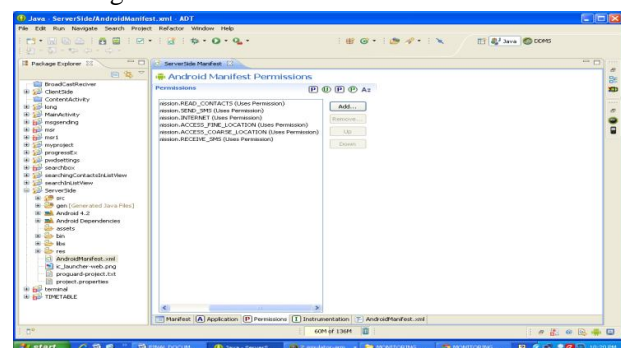 Java - ServerSide/AndroidManifest.xml - ADT
File Edit Run Navigate Search Project Refactor Window Help
Java DDMS
Package Explorer
BroadCastReciver
ClientSide
ContentActivity
long
MainActivity
msgsending
msr
msr1
myproject
progressEx
pwdsettings
searchbox
searchingContactsInListView
searchInListView
ServerSide
src
gen [Generated Java Files]
Android 4.2
Android Dependencies
assets
bin
libs
res
AndroidManifest.xml
ic_launcher-web.png
proguard-project.txt
project.properties
terminal
TIMETABLE
ServerSide Manifest
Android Manifest Permissions
Permissions
P U P P Az
mission.READ_CONTACTS (Uses Permission)
mission.SEND_SMS (Uses Permission)
mission.INTERNET (Uses Permission)
mission.ACCESS_FINE_LOCATION (Uses Permission)
mission.ACCESS_COARSE_LOCATION (Uses Permission)
mission.RECEIVE_SMS (Uses Permission)
Add...
Remove...
Up
Down
Manifest A Application P Permissions I Instrumentation AndroidManifest.xml
60M of 136M
start